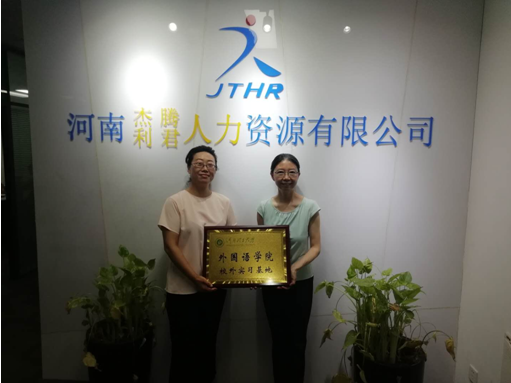 JTHR
河南杰利腾君人力资源有限公司
外国语学院
校外实习基地